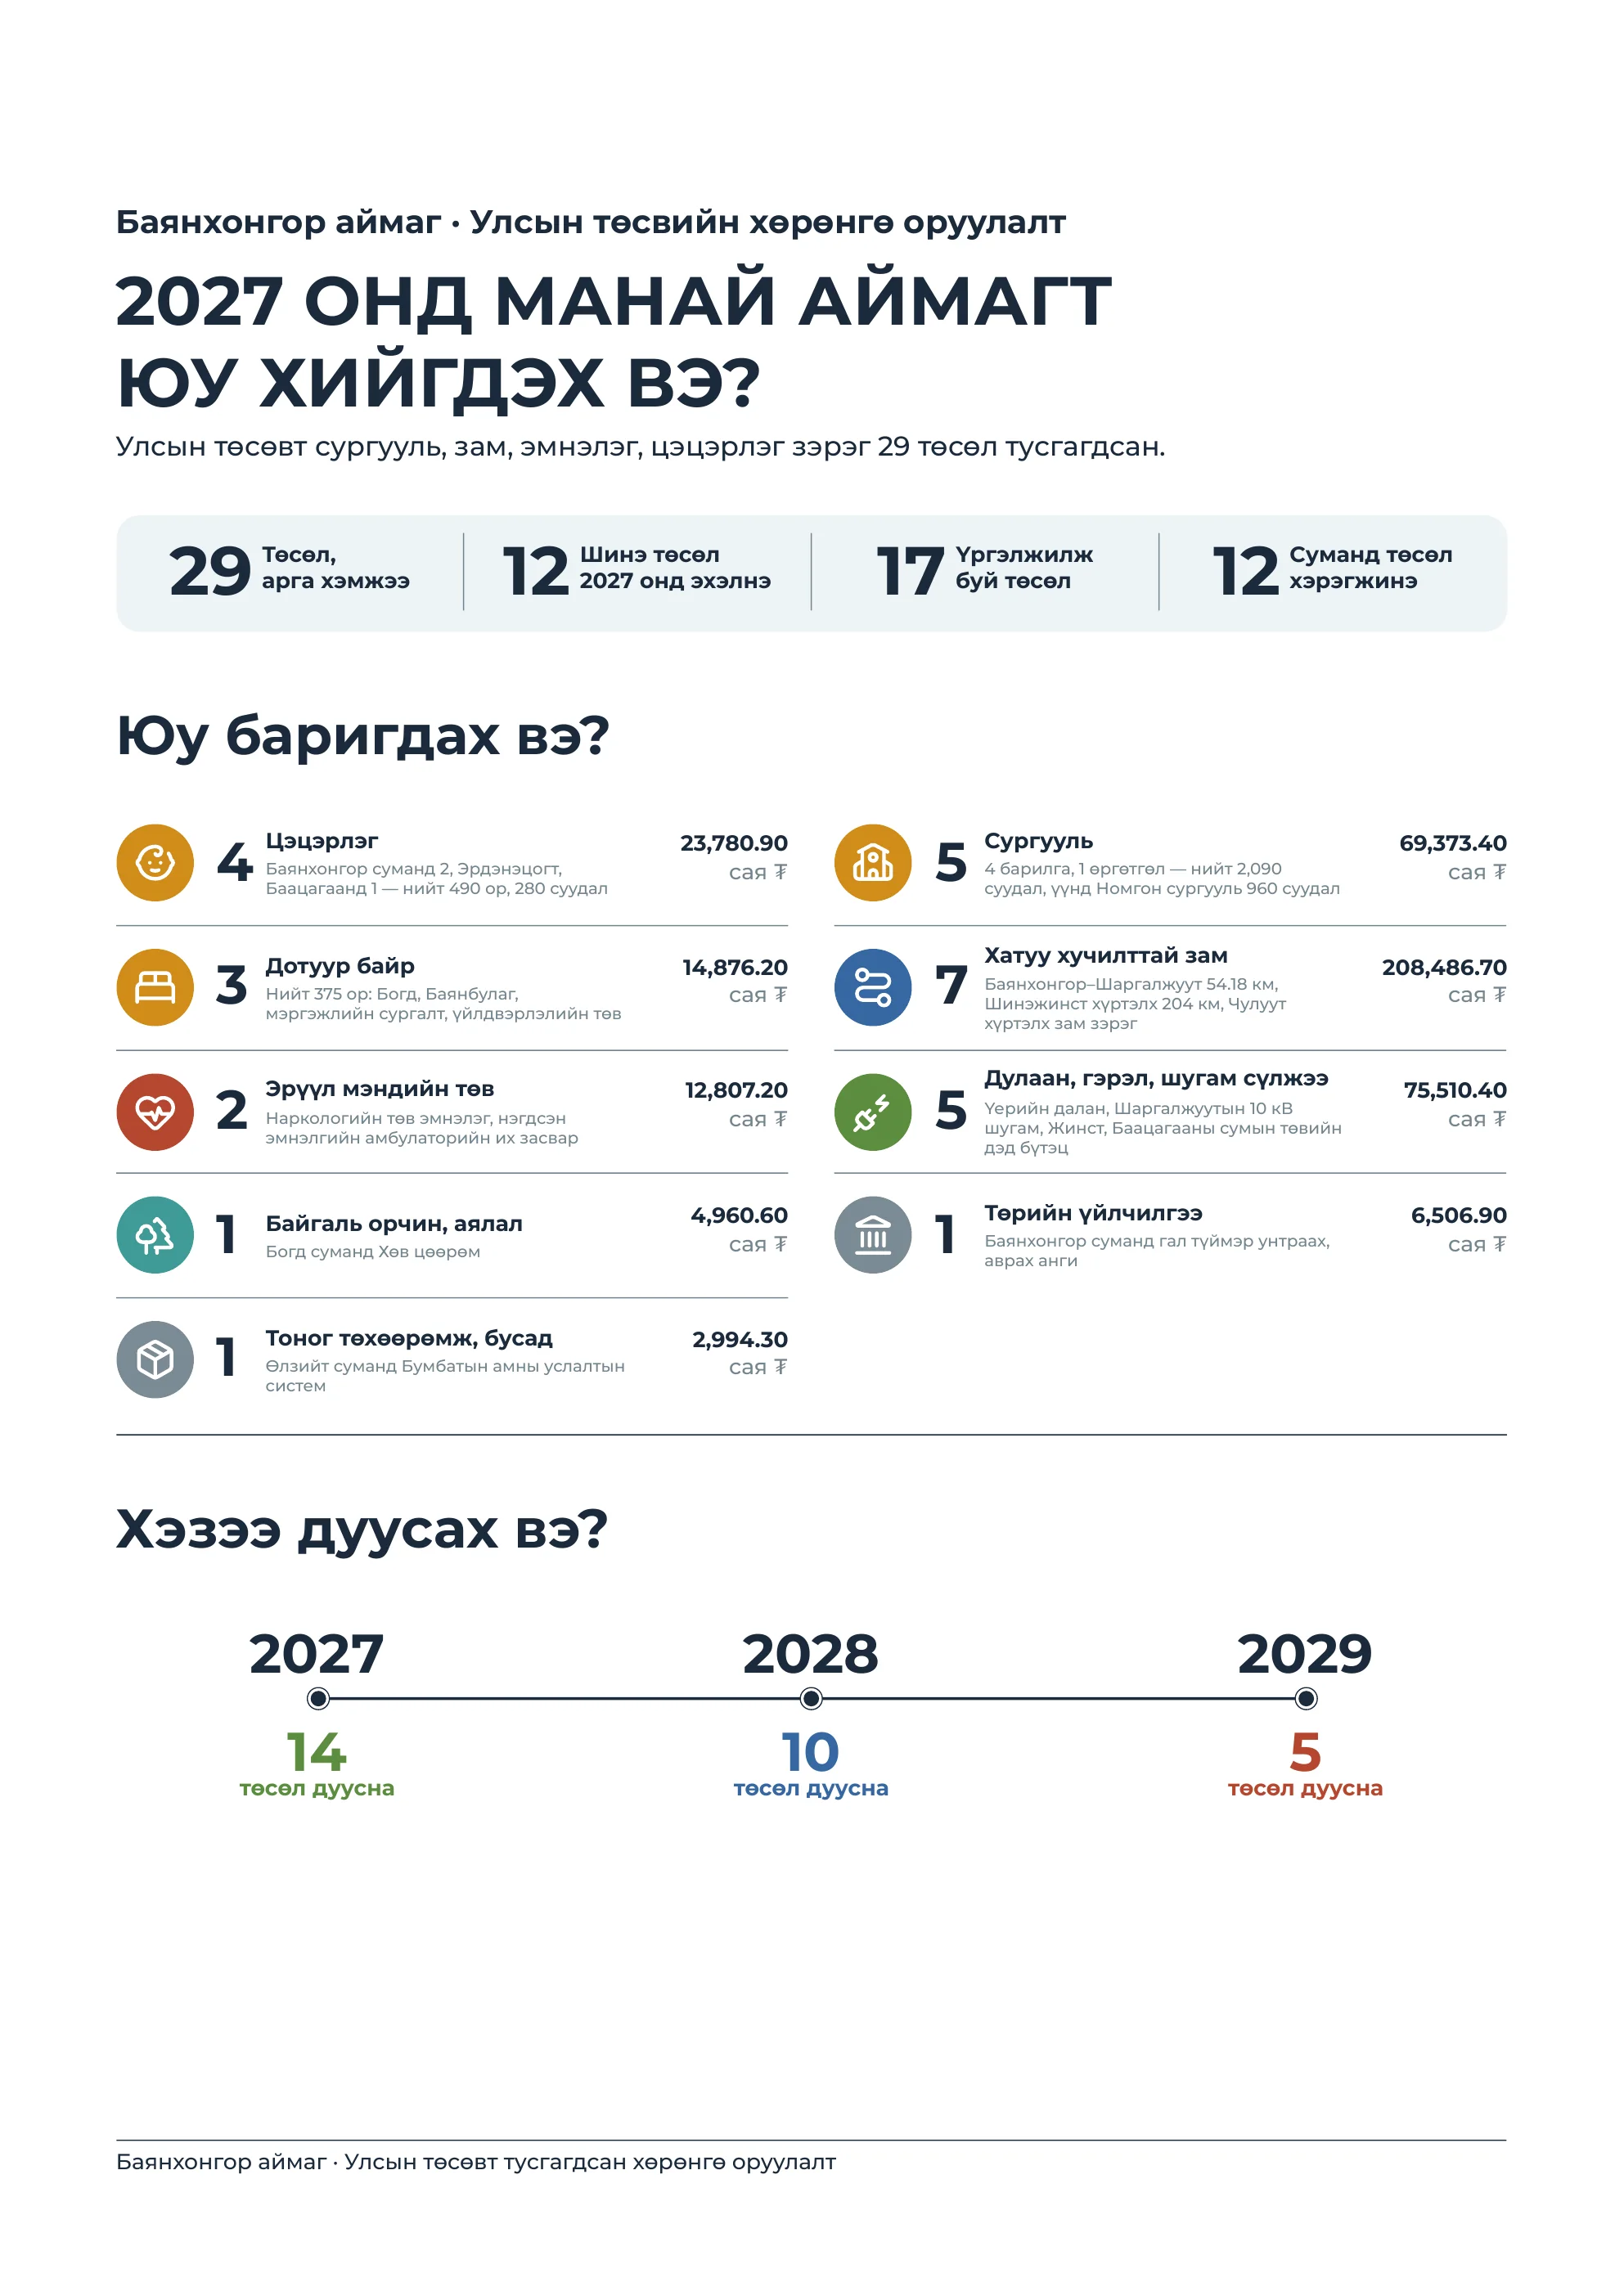 Баянхонгор аймаг · Улсын төсвийн хөрөнгө оруулалт
2027 ОНД МАНАЙ АЙМАГТ
ЮУ ХИЙГДЭХ ВЭ?
Улсын төсөвт сургууль, зам, эмнэлэг, цэцэрлэг зэрэг 29 төсөл тусгагдсан.
29 Төсөл,
арга хэмжээ
12 Шинэ төсөл
2027 онд эхэлнэ
17 Үргэлжилж
буй төсөл
12 Суманд төсөл
хэрэгжинэ
Юу баригдах вэ?
4 Цэцэрлэг
Баянхонгор суманд 2, Эрдэнэцогт,
Баацагаанд 1 — нийт 490 ор, 280 суудал
23,780.90
сая ₮
5 Сургууль
4 барилга, 1 өргөтгөл — нийт 2,090
суудал, үүнд Номгон сургууль 960 суудал
69,373.40
сая ₮
3 Дотуур байр
Нийт 375 ор: Богд, Баянбулаг,
мэргэжлийн сургалт, үйлдвэрлэлийн төв
14,876.20
сая ₮
7 Хатуу хучилттай зам
Баянхонгор–Шаргалжуут 54.18 км,
Шинэжинст хүртэлх 204 км, Чулуут
хүртэлх зам зэрэг
208,486.70
сая ₮
2 Эрүүл мэндийн төв
Наркологийн төв эмнэлэг, нэгдсэн
эмнэлгийн амбулаторийн их засвар
12,807.20
сая ₮
5 Дулаан, гэрэл, шугам сүлжээ
Үерийн далан, Шаргалжуутын 10 кВ
шугам, Жинст, Баацагааны сумын төвийн
дэд бүтэц
75,510.40
сая ₮
1 Байгаль орчин, аялал
Богд суманд Хөв цөөрөм
4,960.60
сая ₮
1 Төрийн үйлчилгээ
Баянхонгор суманд гал түймэр унтраах,
аврах анги
6,506.90
сая ₮
1 Тоног төхөөрөмж, бусад
Өлзийт суманд Бумбатын амны услалтын
систем
2,994.30
сая ₮
Хэзээ дуусах вэ?
2027
14
төсөл дуусна
2028
10
төсөл дуусна
2029
5
төсөл дуусна
Баянхонгор аймаг · Улсын төсөвт тусгагдсан хөрөнгө оруулалт